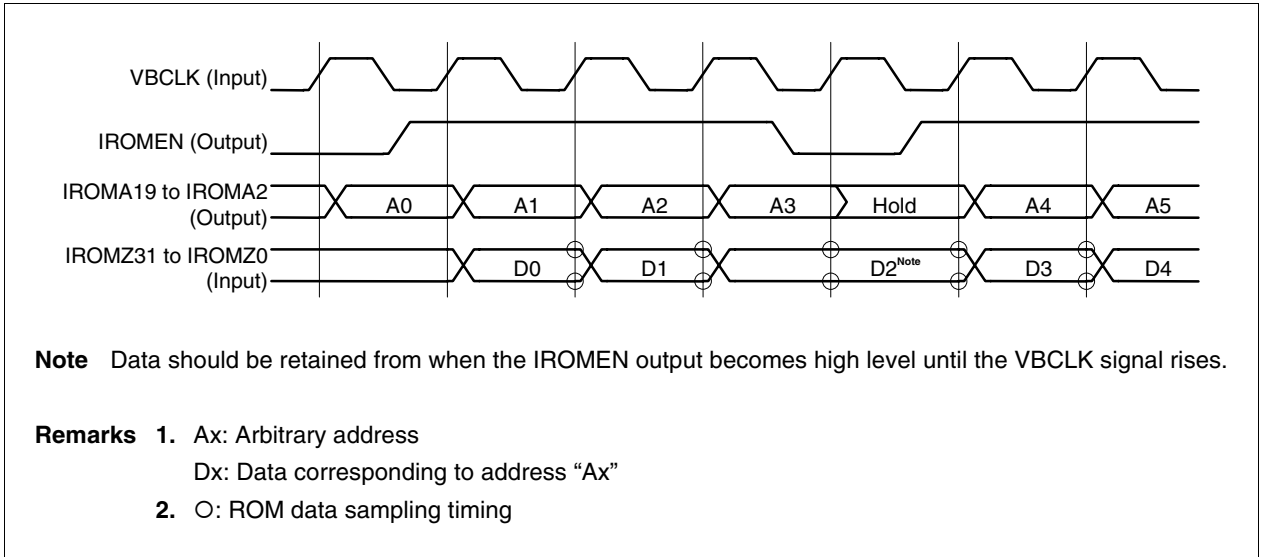 VBCLK (Input)
IROMEN (Output)
IROMA19 to IROMA2
(Output)
A0 A1 A2 A3 Hold A4 A5
IROMZ31 to IROMZ0
(Input)
D0 D1 D2Note D3 D4
Note Data should be retained from when the IROMEN output becomes high level until the VBCLK signal rises.
Remarks 1. Ax: Arbitrary address
Dx: Data corresponding to address “Ax”
2. ○: ROM data sampling timing